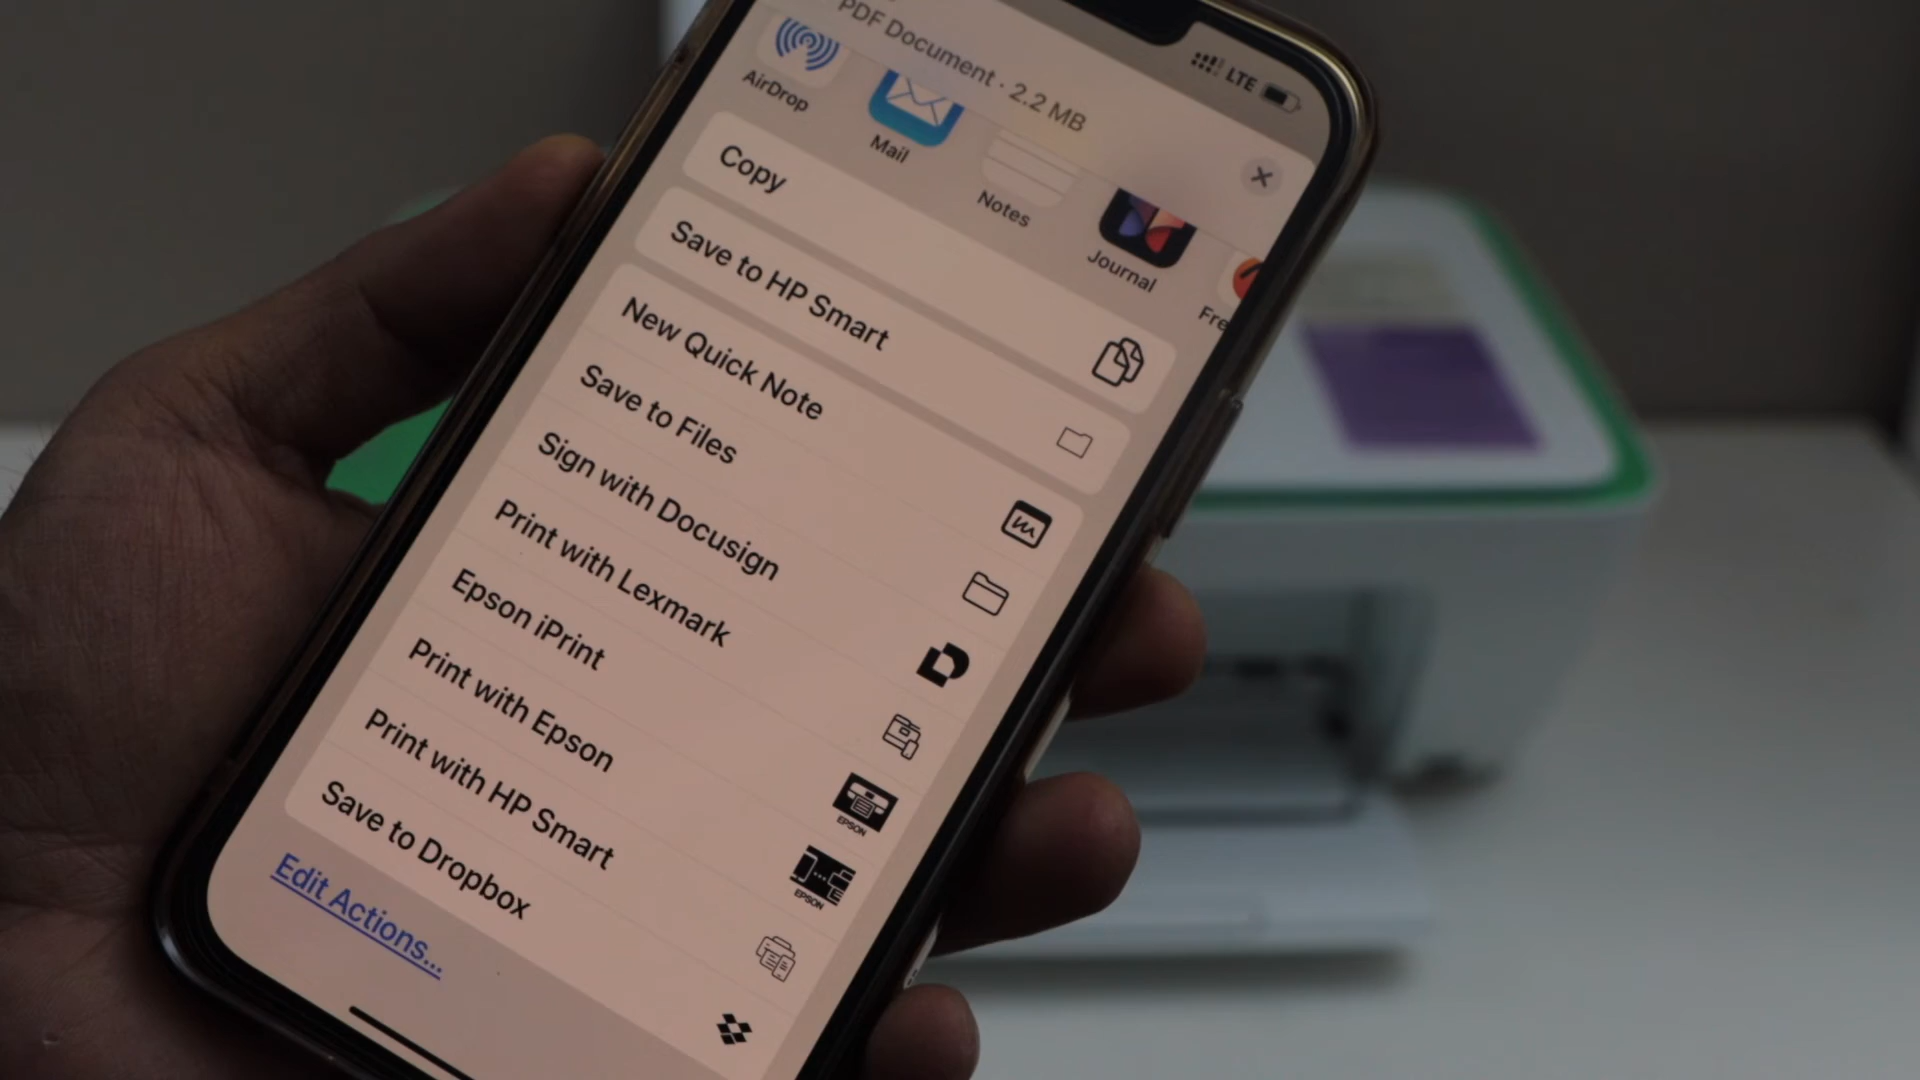 PDF Document · 2.2 MB
LTE
AirDrop
Mail
Notes
Journal
Fre
Copy
Save to HP Smart
New Quick Note
Save to Files
Sign with Docusign
Print with Lexmark
Epson iPrint
EPSON
Print with Epson
EPSON
Print with HP Smart
Save to Dropbox
Edit Actions...